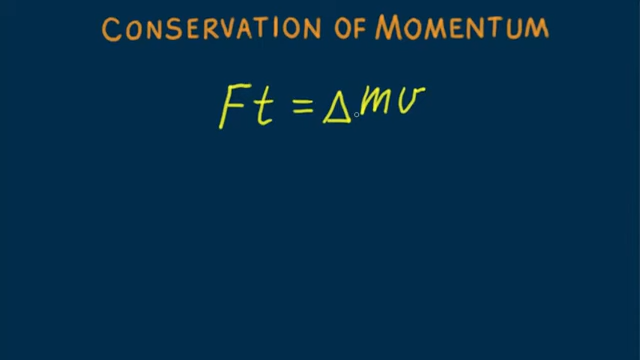 CONSERVATION OF MOMENTUM
Ft = Δmv